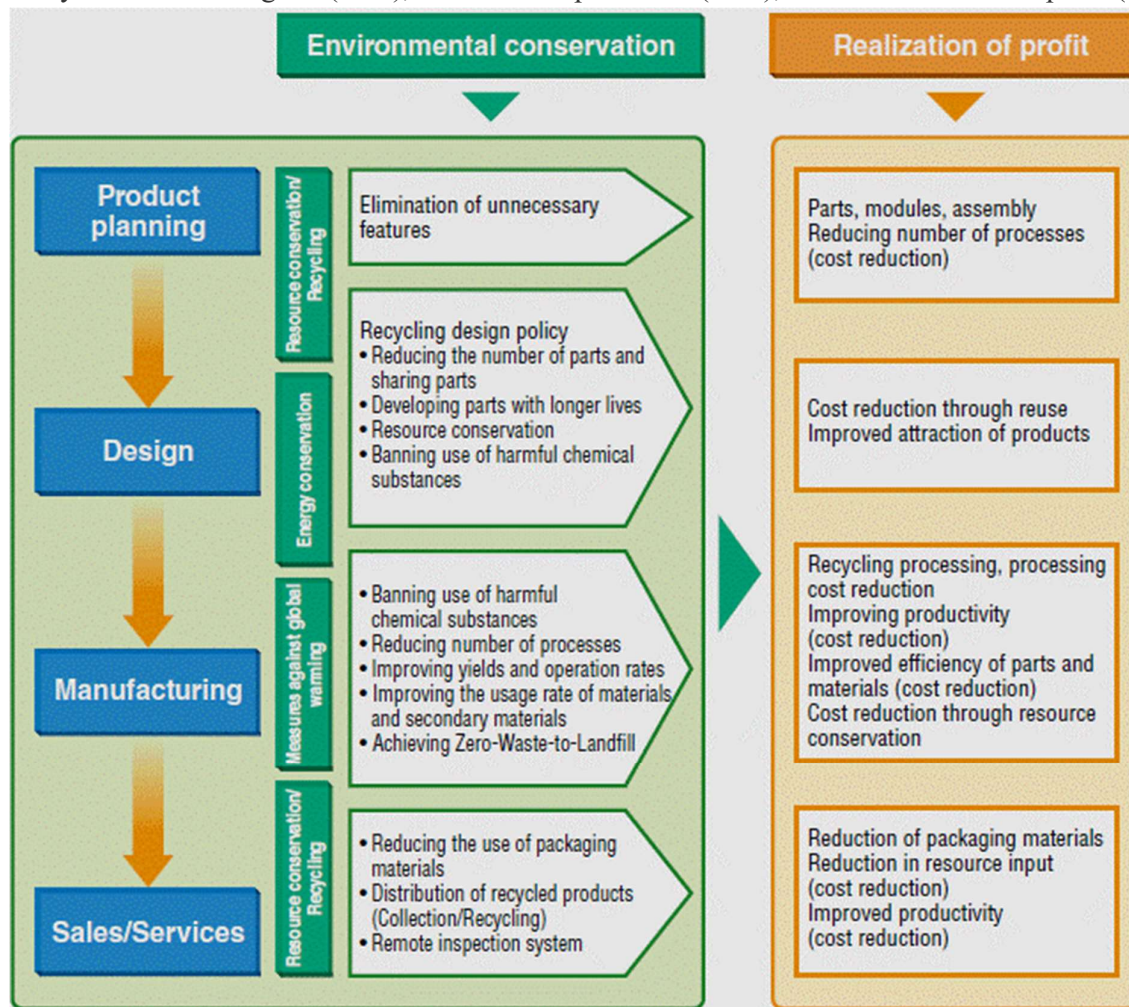 Environmental conservation
Realization of profit
Product
planning
Design
Manufacturing
Sales/Services
Resource conservation/
Recycling
Energy conservation
Measures against global
warming
Resource conservation/
Recycling
Elimination of unnecessary
features
Recycling design policy
• Reducing the number of parts and
sharing parts
• Developing parts with longer lives
• Resource conservation
• Banning use of harmful chemical
substances
• Banning use of harmful
chemical substances
• Reducing number of processes
• Improving yields and operation rates
• Improving the usage rate of materials
and secondary materials
• Achieving Zero-Waste-to-Landfill
• Reducing the use of packaging
materials
• Distribution of recycled products
(Collection/Recycling)
• Remote inspection system
Parts, modules, assembly
Reducing number of processes
(cost reduction)
Cost reduction through reuse
Improved attraction of products
Recycling processing, processing
cost reduction
Improving productivity
(cost reduction)
Improved efficiency of parts and
materials (cost reduction)
Cost reduction through resource
conservation
Reduction of packaging materials
Reduction in resource input
(cost reduction)
Improved productivity
(cost reduction)